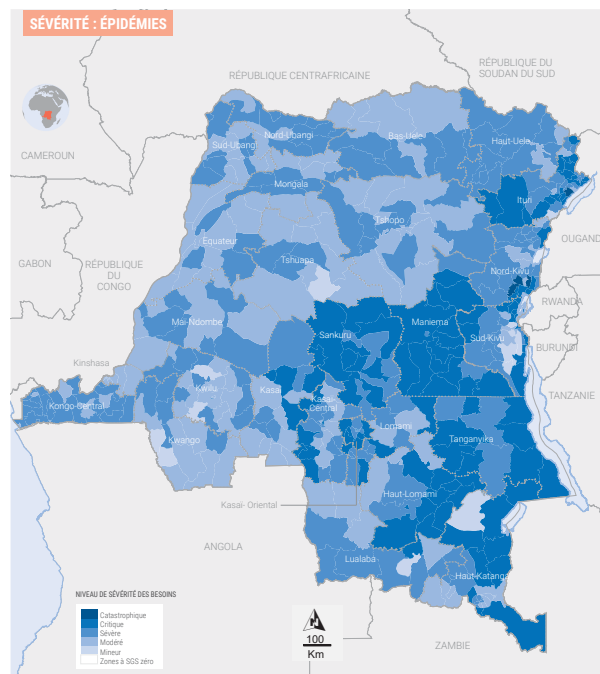 SÉVÉRITÉ : ÉPIDÉMIES
RÉPUBLIQUE DU
SOUDAN DU SUD
RÉPUBLIQUE CENTRAFRICAINE
CAMEROUN
Nord-Ubangi
Bas-Uele
Sud-Ubangi
Haut-Uele
Mongala
Ituri
Tshopo
Equateur
OUGANDA
GABON
RÉPUBLIQUE
DU
CONGO
Tshuapa
Nord-Kivu
RWANDA
Mai-Ndombe
Sankuru
Maniema
Sud-Kivu
BURUNDI
Kinshasa
Kwilu
Kasai
Kasai-
Central
TANZANIE
Kongo-Central
Lomami
Kwango
Tanganyika
Haut-Lomami
Kasai- Oriental
ANGOLA
Lualaba
Haut-Katanga
NIVEAU DE SÉVÉRITÉ DES BESOINS
Catastrophique
Critique
Sévère
Modéré
Mineur
Zones à SGS zéro
N
100
Km
ZAMBIE